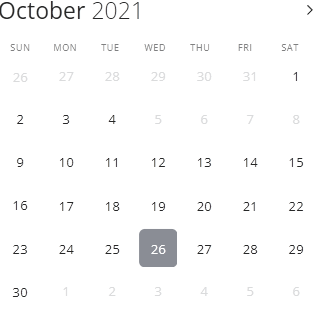 October 2021
SUN MON TUE WED THU FRI SAT
26 27 28 29 30 31 1
2 3 4 5 6 7 8
9 10 11 12 13 14 15
16 17 18 19 20 21 22
23 24 25 26 27 28 29
30 1 2 3 4 5 6